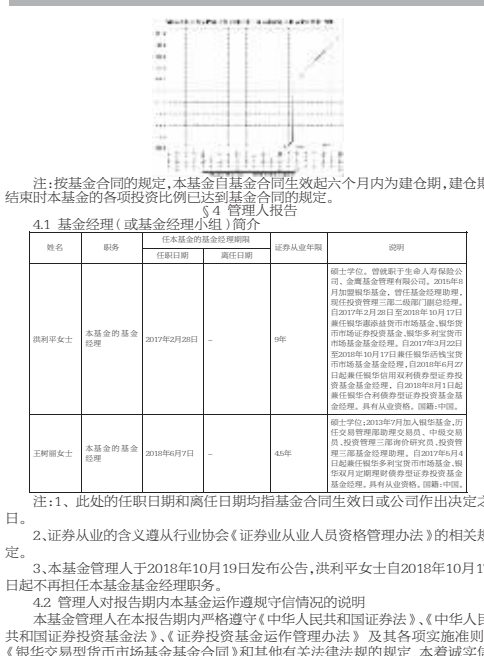 注:按基金合同的规定,本基金自基金合同生效起六个月内为建仓期,建仓期
结束时本基金的各项投资比例已达到基金合同的规定。
§4 管理人报告
4.1 基金经理(或基金经理小组)简介
姓名 职务 任本基金的基金经理期限 证券从业年限 说明
任职日期 离任日期
洪利平女士 本基金的基金经理 2017年2月28日 - 9年
硕士学位。曾就职于生命人寿保险公
司、金鹰基金管理有限公司。2015年8
月加盟银华基金,曾任基金经理助理,
现任投资管理三部二级部门副总经理。
自2017年2月28日至2018年10月17日
兼任银华惠添益货币市场基金、银华货
币市场证券投资基金、银华多利宝货币
市场基金基金经理。自2017年3月22日
至2018年10月17日兼任银华活钱宝货
币市场基金基金经理,自2018年6月27
日起兼任银华信用双利债券型证券投
资基金基金经理。自2018年8月1日起
兼任银华合利债券型证券投资基金基
金经理。具有从业资格。国籍:中国。
王树丽女士 本基金的基金经理 2018年6月7日 - 4.5年
硕士学位;2013年7月加入银华基金,历
任交易管理部助理交易员、中级交易
员、投资管理三部询价研究员、投资管
理三部基金经理助理。自2017年5月4
日起兼任银华多利宝货币市场基金、银
华双月定期理财债券型证券投资基金
基金经理。具有从业资格。国籍:中国。
注:1、此处的任职日期和离任日期均指基金合同生效日或公司作出决定之
日。
2、证券从业的含义遵从行业协会《证券业从业人员资格管理办法》的相关规
定。
3、本基金管理人于2018年10月19日发布公告,洪利平女士自2018年10月17
日起不再担任本基金基金经理职务。
4.2 管理人对报告期内本基金运作遵规守信情况的说明
本基金管理人在本报告期内严格遵守《中华人民共和国证券法》、《中华人民
共和国证券投资基金法》、《证券投资基金运作管理办法》及其各项实施准则
《银华交易型货币市场基金基金合同》和其他有关法律法规的规定,本着诚实信